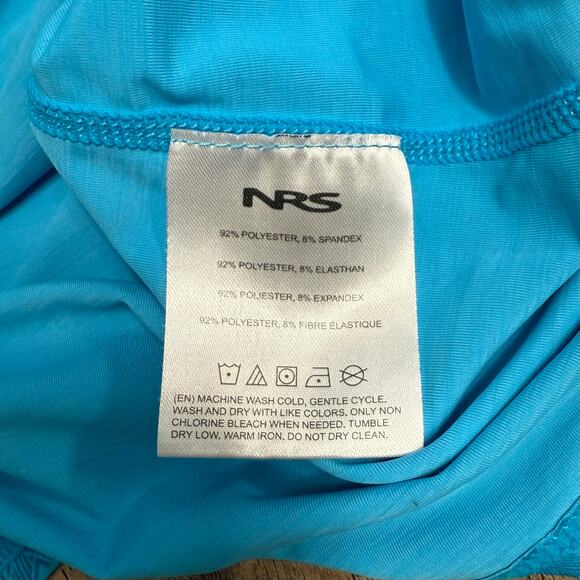 NRS
92% POLYESTER, 8% SPANDEX
92% POLYESTER, 8% ELASTHAN
92% POLIESTER, 8% EXPANDEX
92% POLYESTER, 8% FIBRE ÉLASTIQUE
(EN) MACHINE WASH COLD, GENTLE CYCLE.
WASH AND DRY WITH LIKE COLORS. ONLY NON
CHLORINE BLEACH WHEN NEEDED. TUMBLE
DRY LOW, WARM IRON. DO NOT DRY CLEAN.